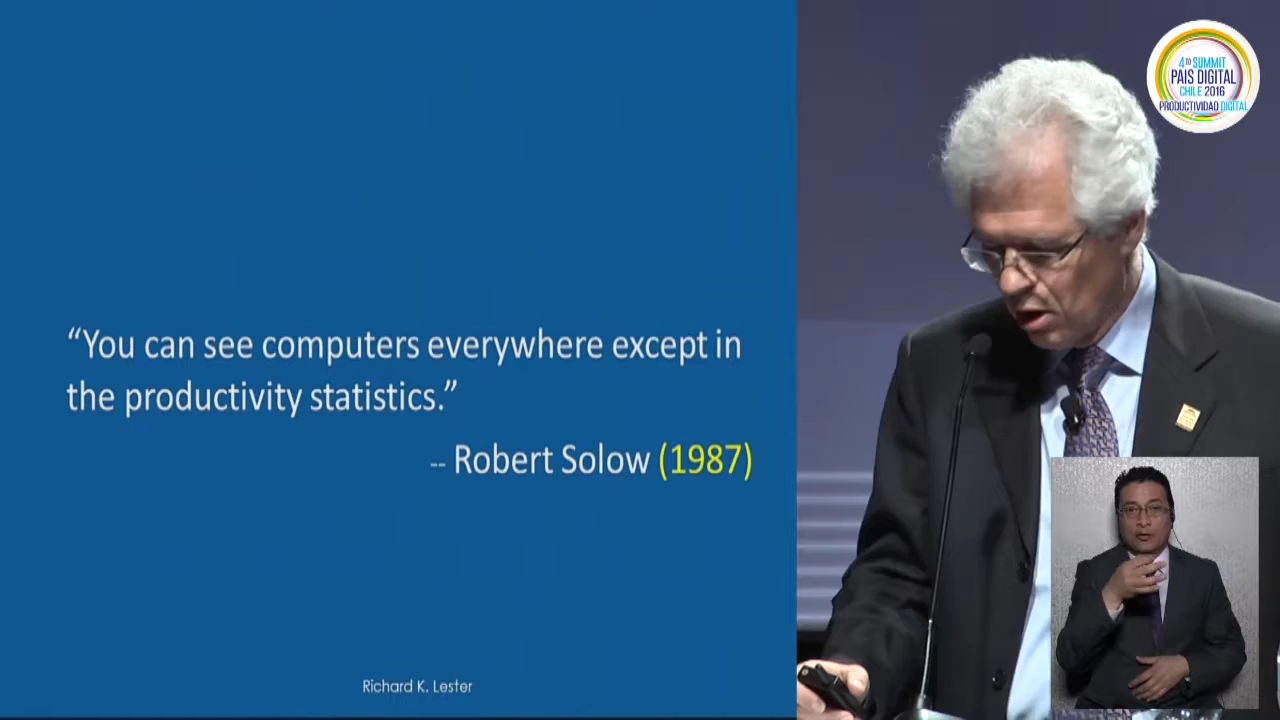 “You can see computers everywhere except in
the productivity statistics.”
-- Robert Solow (1987)
Richard K. Lester
4TO SUMMIT
PAIS DIGITAL
CHILE 2016
PRODUCTIVIDAD DIGITAL